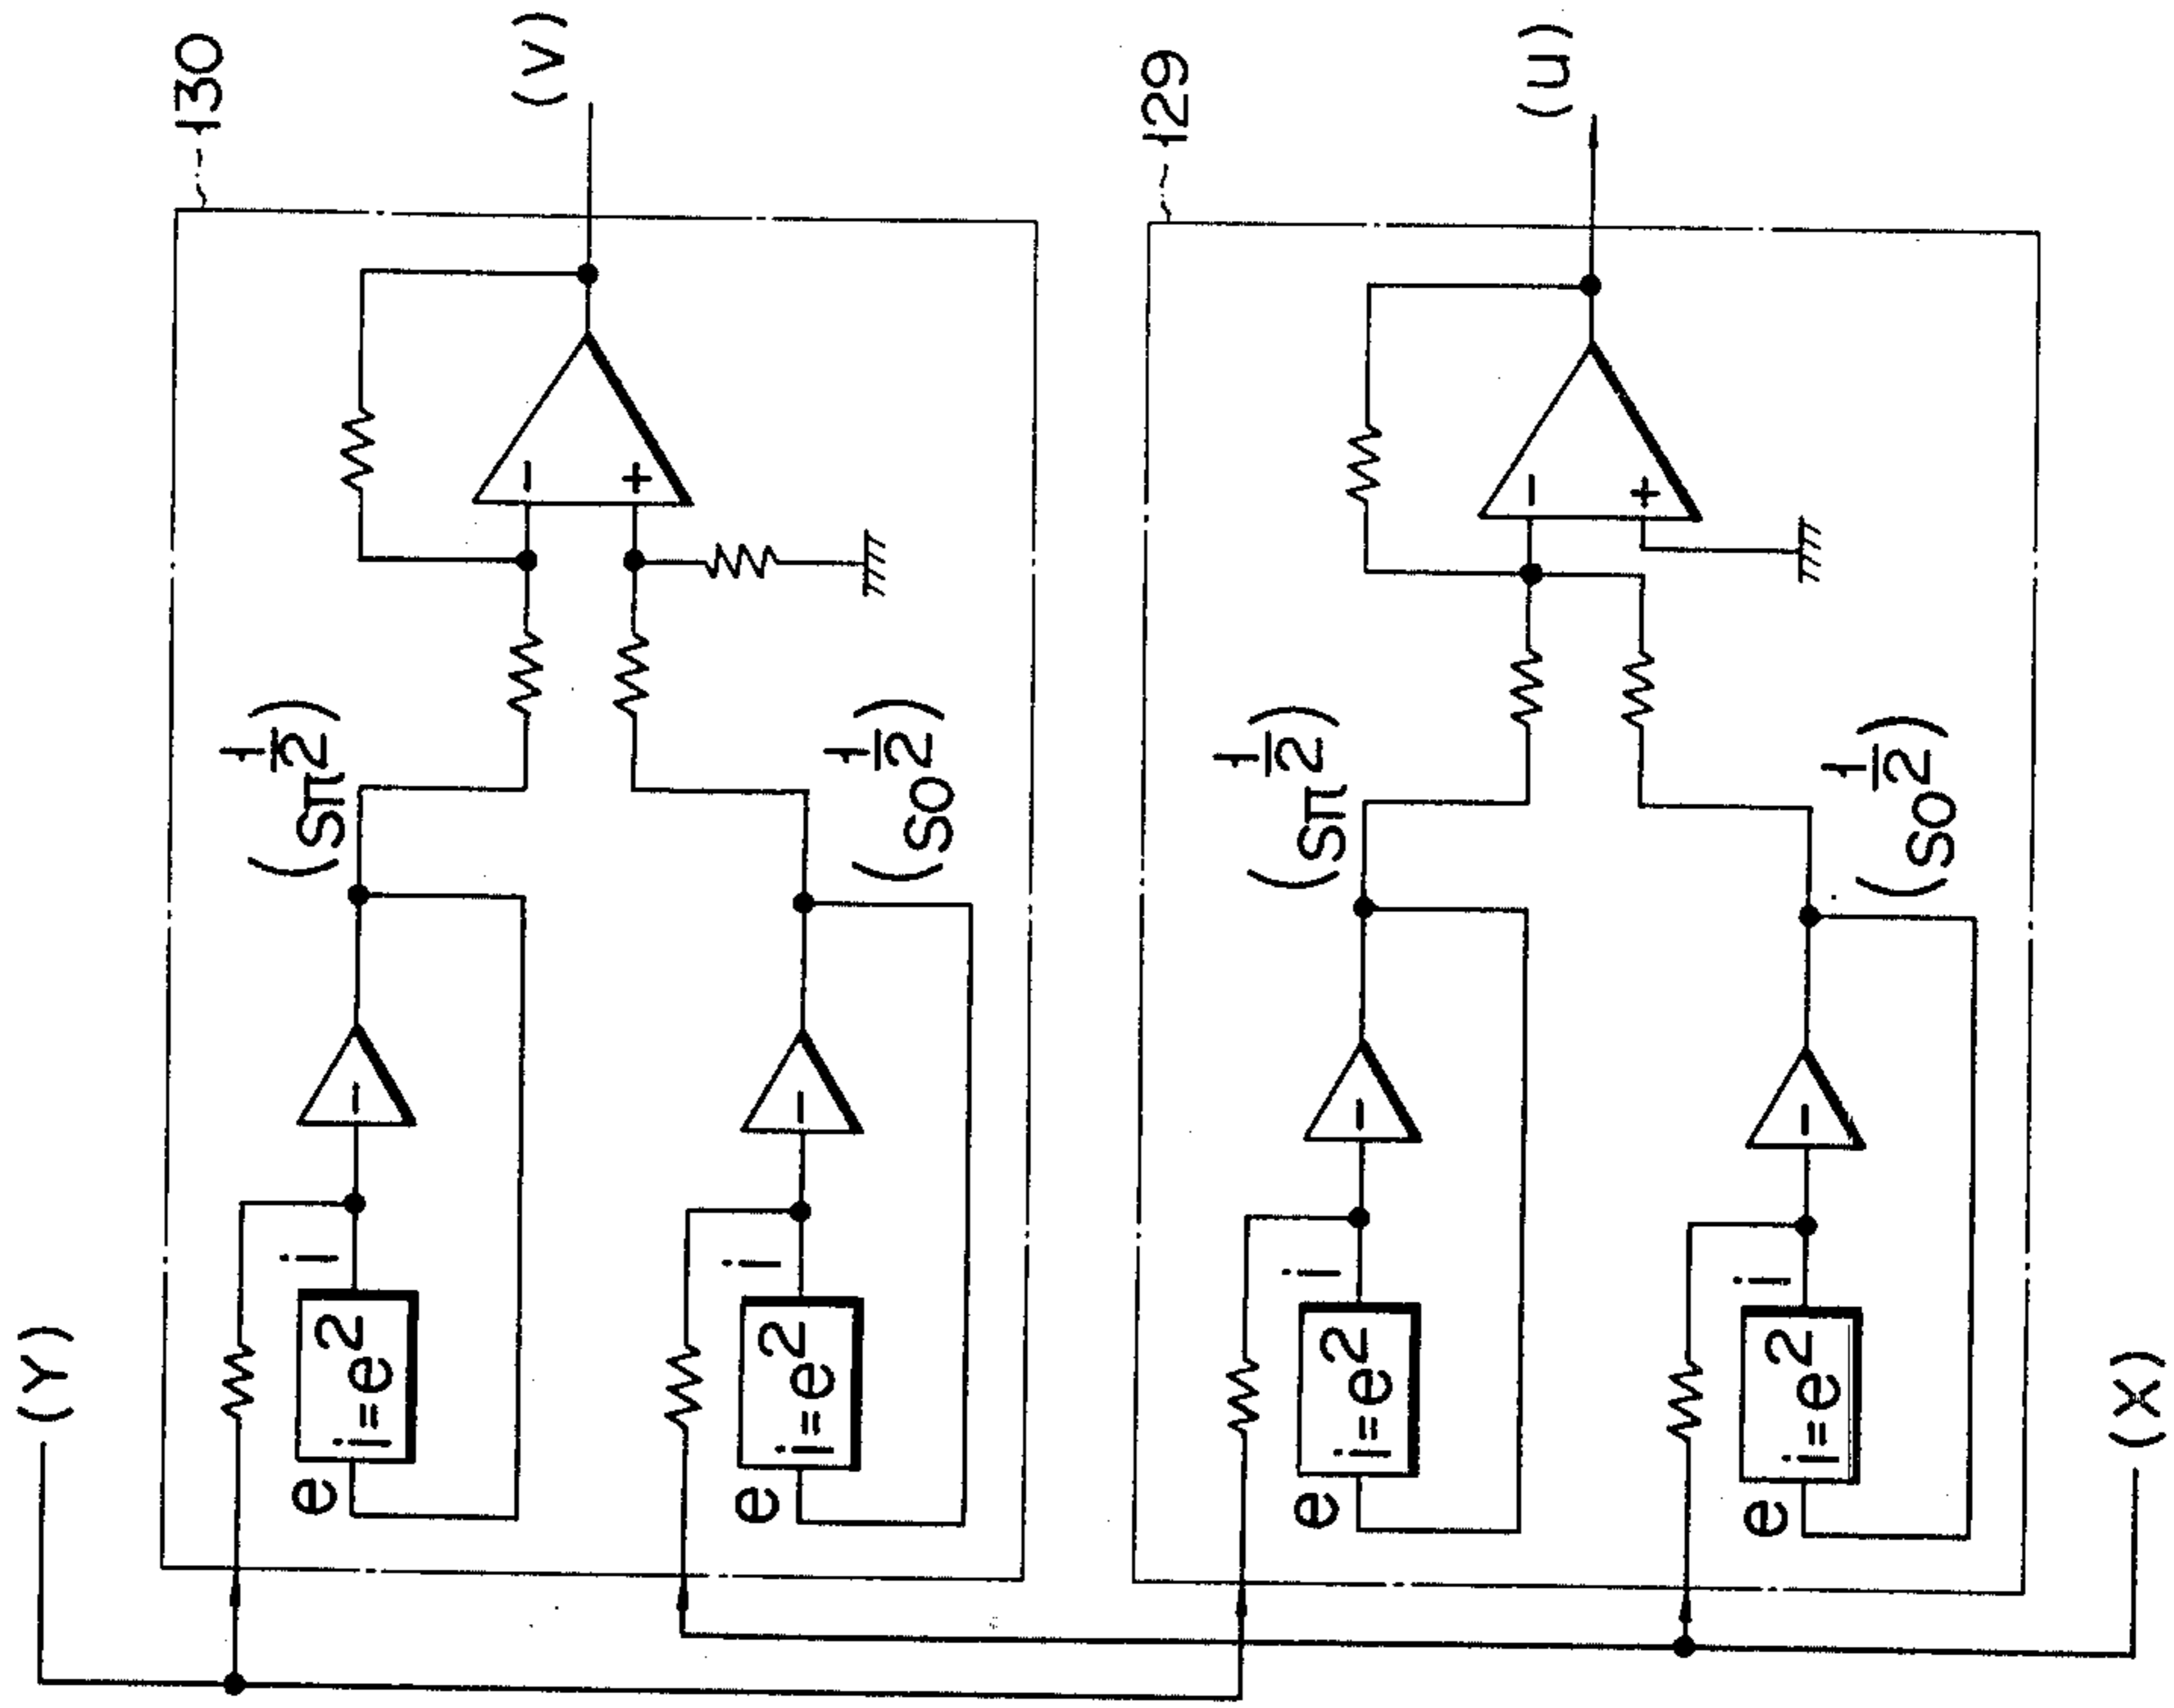 (Y)
130
(V)
e
i=e²
i
−
(Sπ^½)
−
+
e
i=e²
i
−
(SO^½)
129
(U)
e
i=e²
i
−
(Sπ^½)
−
+
e
i=e²
i
−
(SO^½)
(X)